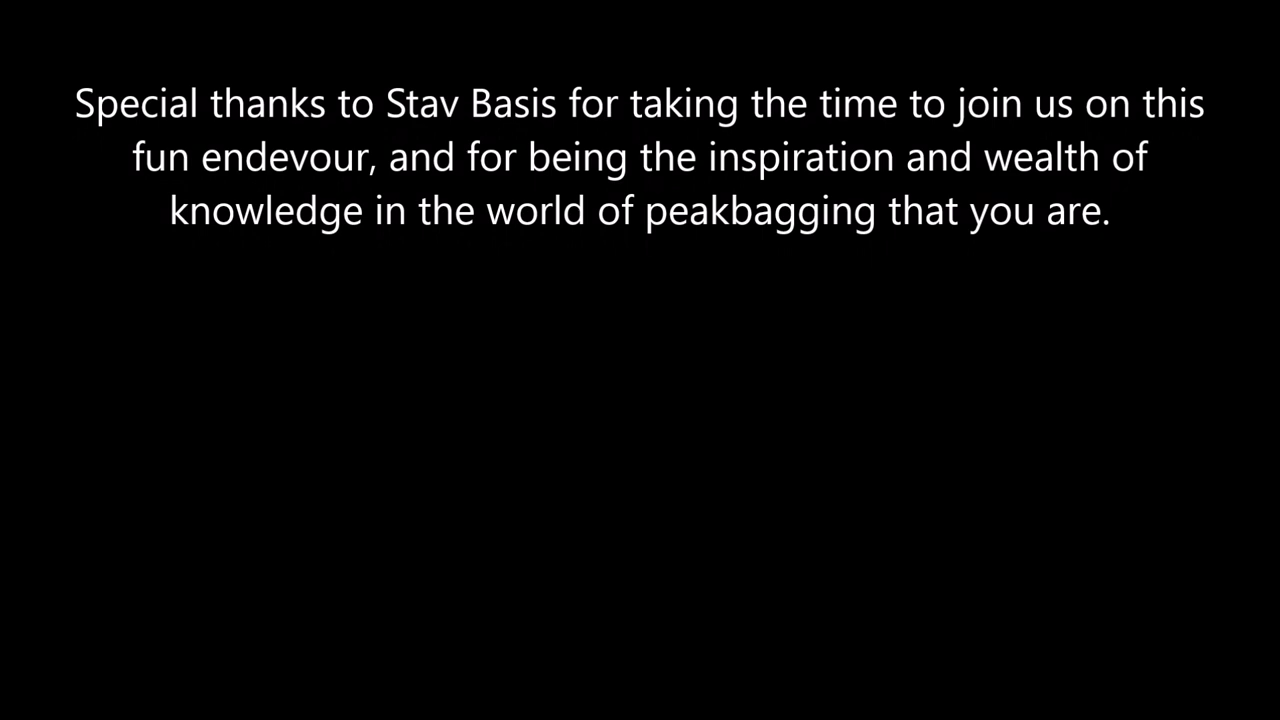 Special thanks to Stav Basis for taking the time to join us on this
fun endevour, and for being the inspiration and wealth of
knowledge in the world of peakbagging that you are.